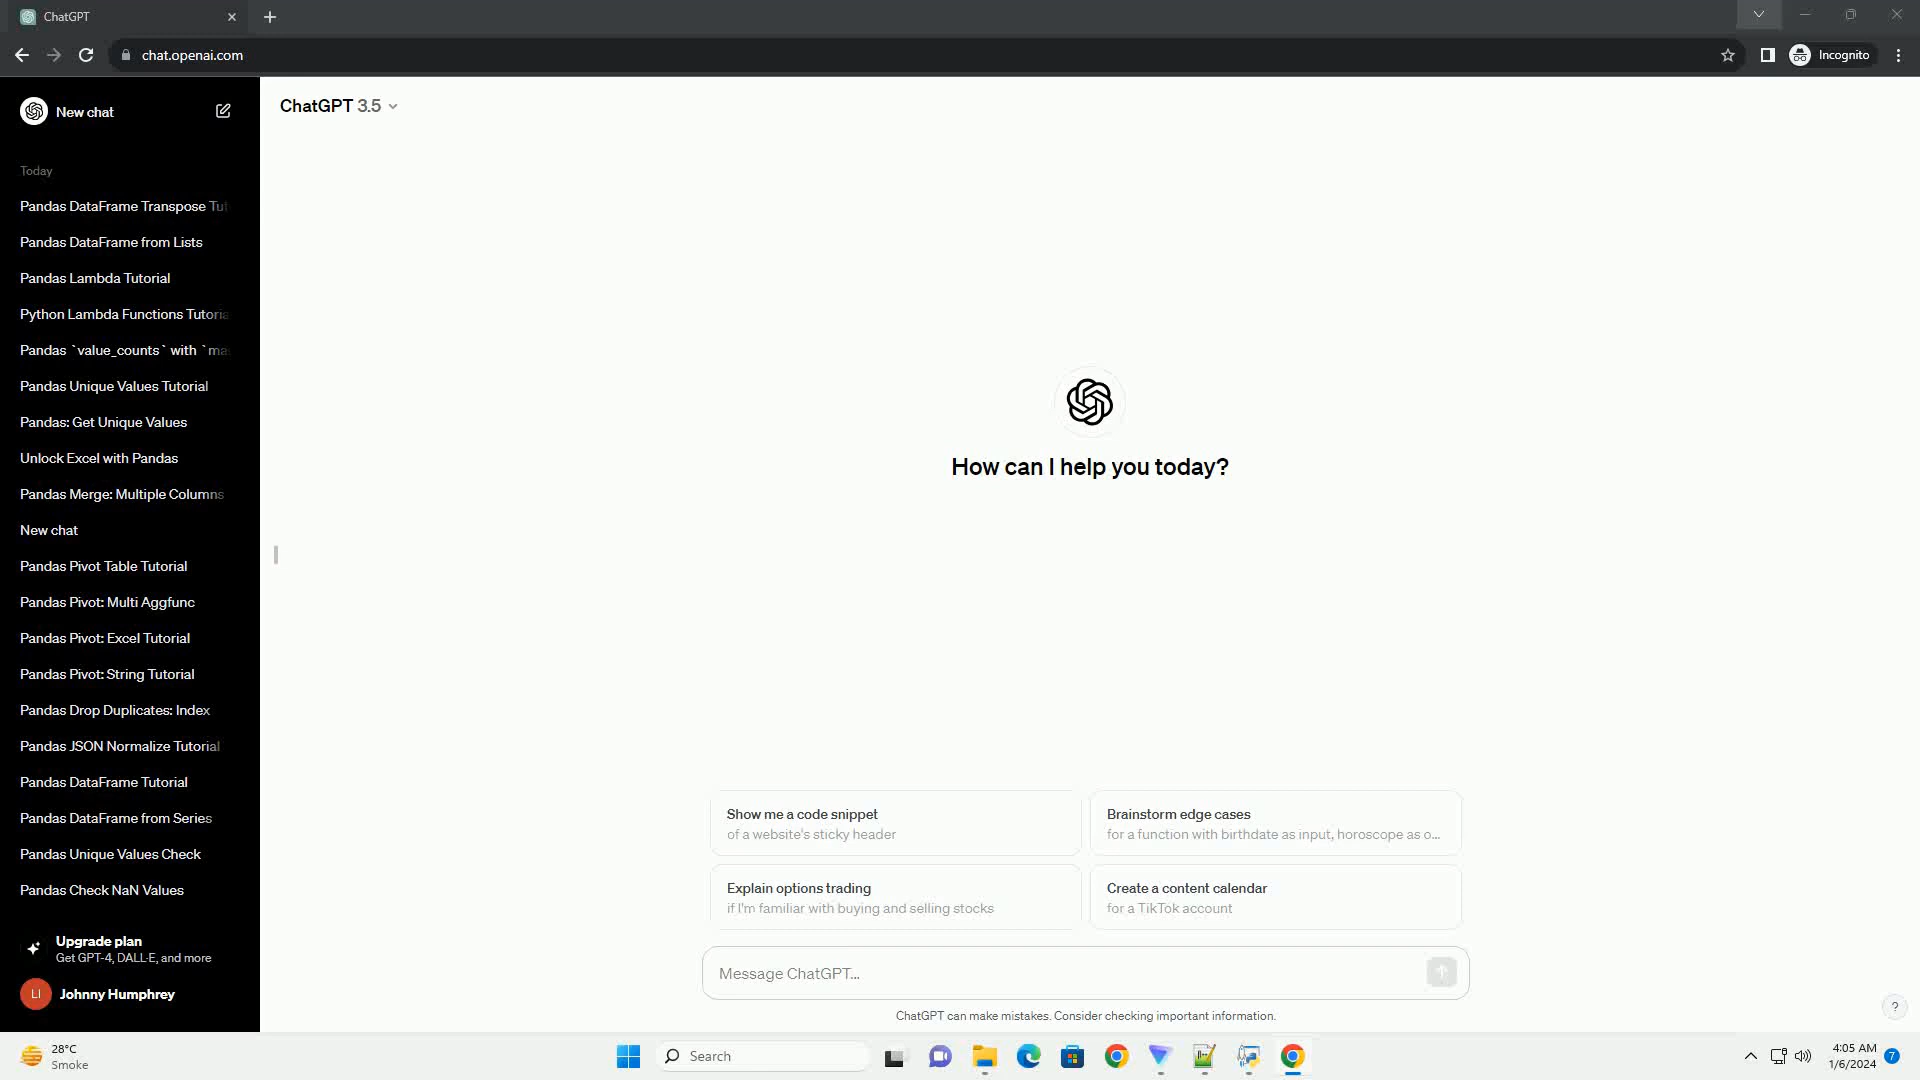 ChatGPT
chat.openai.com
Incognito
New chat
ChatGPT 3.5
Today
Pandas DataFrame Transpose Tut
Pandas DataFrame from Lists
Pandas Lambda Tutorial
Python Lambda Functions Tutoria
Pandas `value_counts` with `mas
Pandas Unique Values Tutorial
Pandas: Get Unique Values
Unlock Excel with Pandas
Pandas Merge: Multiple Columns
New chat
Pandas Pivot Table Tutorial
Pandas Pivot: Multi Aggfunc
Pandas Pivot: Excel Tutorial
Pandas Pivot: String Tutorial
Pandas Drop Duplicates: Index
Pandas JSON Normalize Tutorial
Pandas DataFrame Tutorial
Pandas DataFrame from Series
Pandas Unique Values Check
Pandas Check NaN Values
Upgrade plan
Get GPT-4, DALL·E, and more
LI
Johnny Humphrey
How can I help you today?
Show me a code snippet
of a website's sticky header
Brainstorm edge cases
for a function with birthdate as input, horoscope as o...
Explain options trading
if I'm familiar with buying and selling stocks
Create a content calendar
for a TikTok account
Message ChatGPT...
ChatGPT can make mistakes. Consider checking important information.
?
28°C
Smoke
Search
4:05 AM
1/6/2024
7